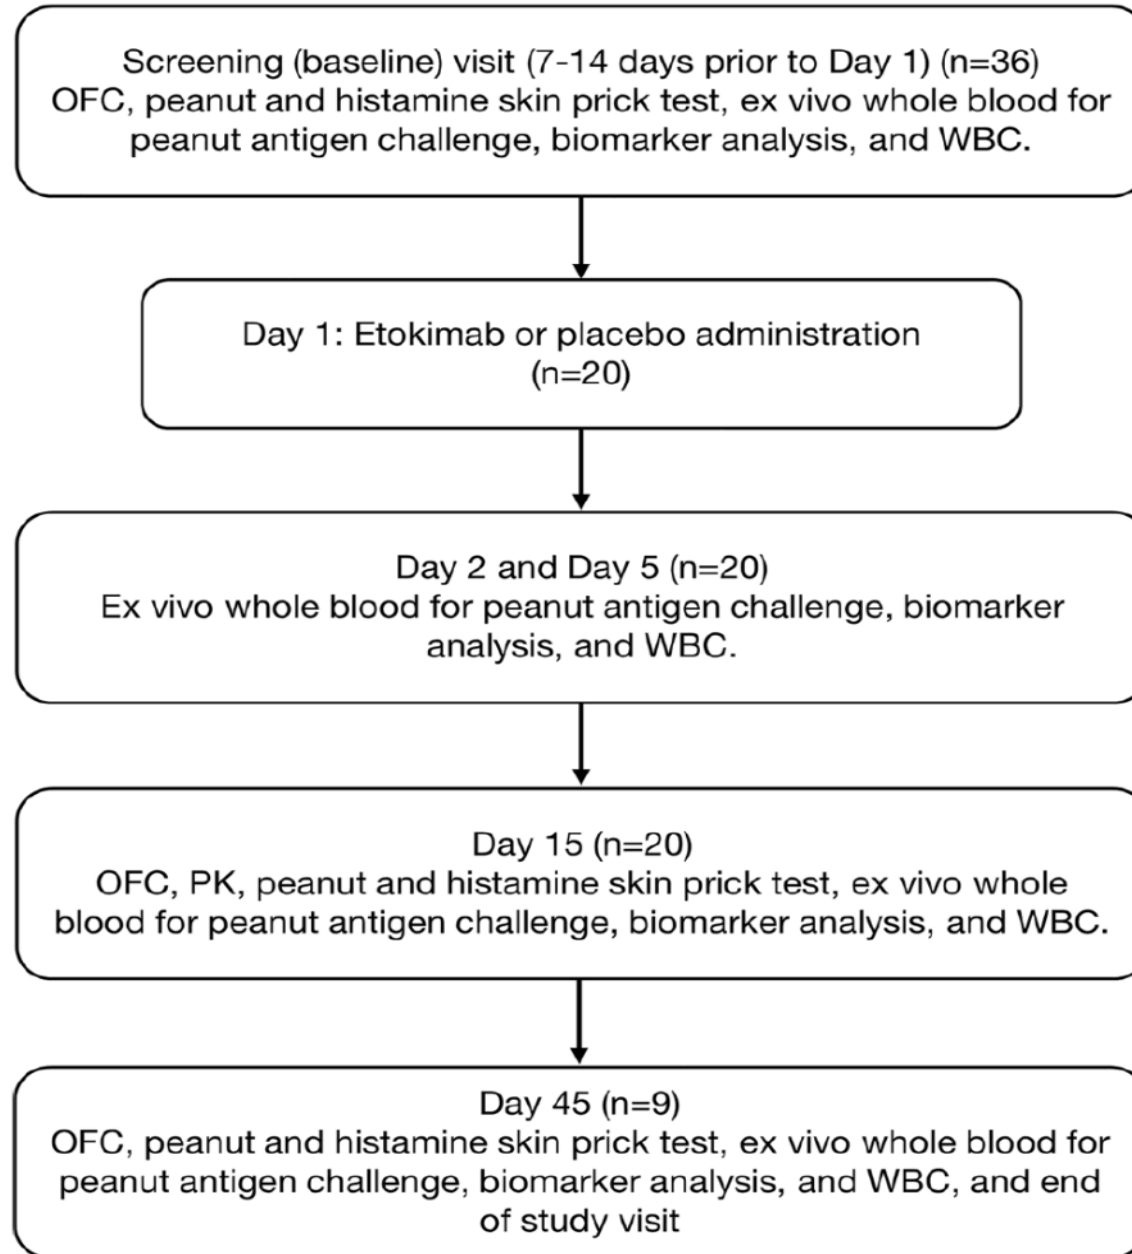 Screening (baseline) visit (7-14 days prior to Day 1) (n=36)
OFC, peanut and histamine skin prick test, ex vivo whole blood for
peanut antigen challenge, biomarker analysis, and WBC.
Day 1: Etokimab or placebo administration
(n=20)
Day 2 and Day 5 (n=20)
Ex vivo whole blood for peanut antigen challenge, biomarker
analysis, and WBC.
Day 15 (n=20)
OFC, PK, peanut and histamine skin prick test, ex vivo whole
blood for peanut antigen challenge, biomarker analysis, and WBC.
Day 45 (n=9)
OFC, peanut and histamine skin prick test, ex vivo whole blood for
peanut antigen challenge, biomarker analysis, and WBC, and end
of study visit